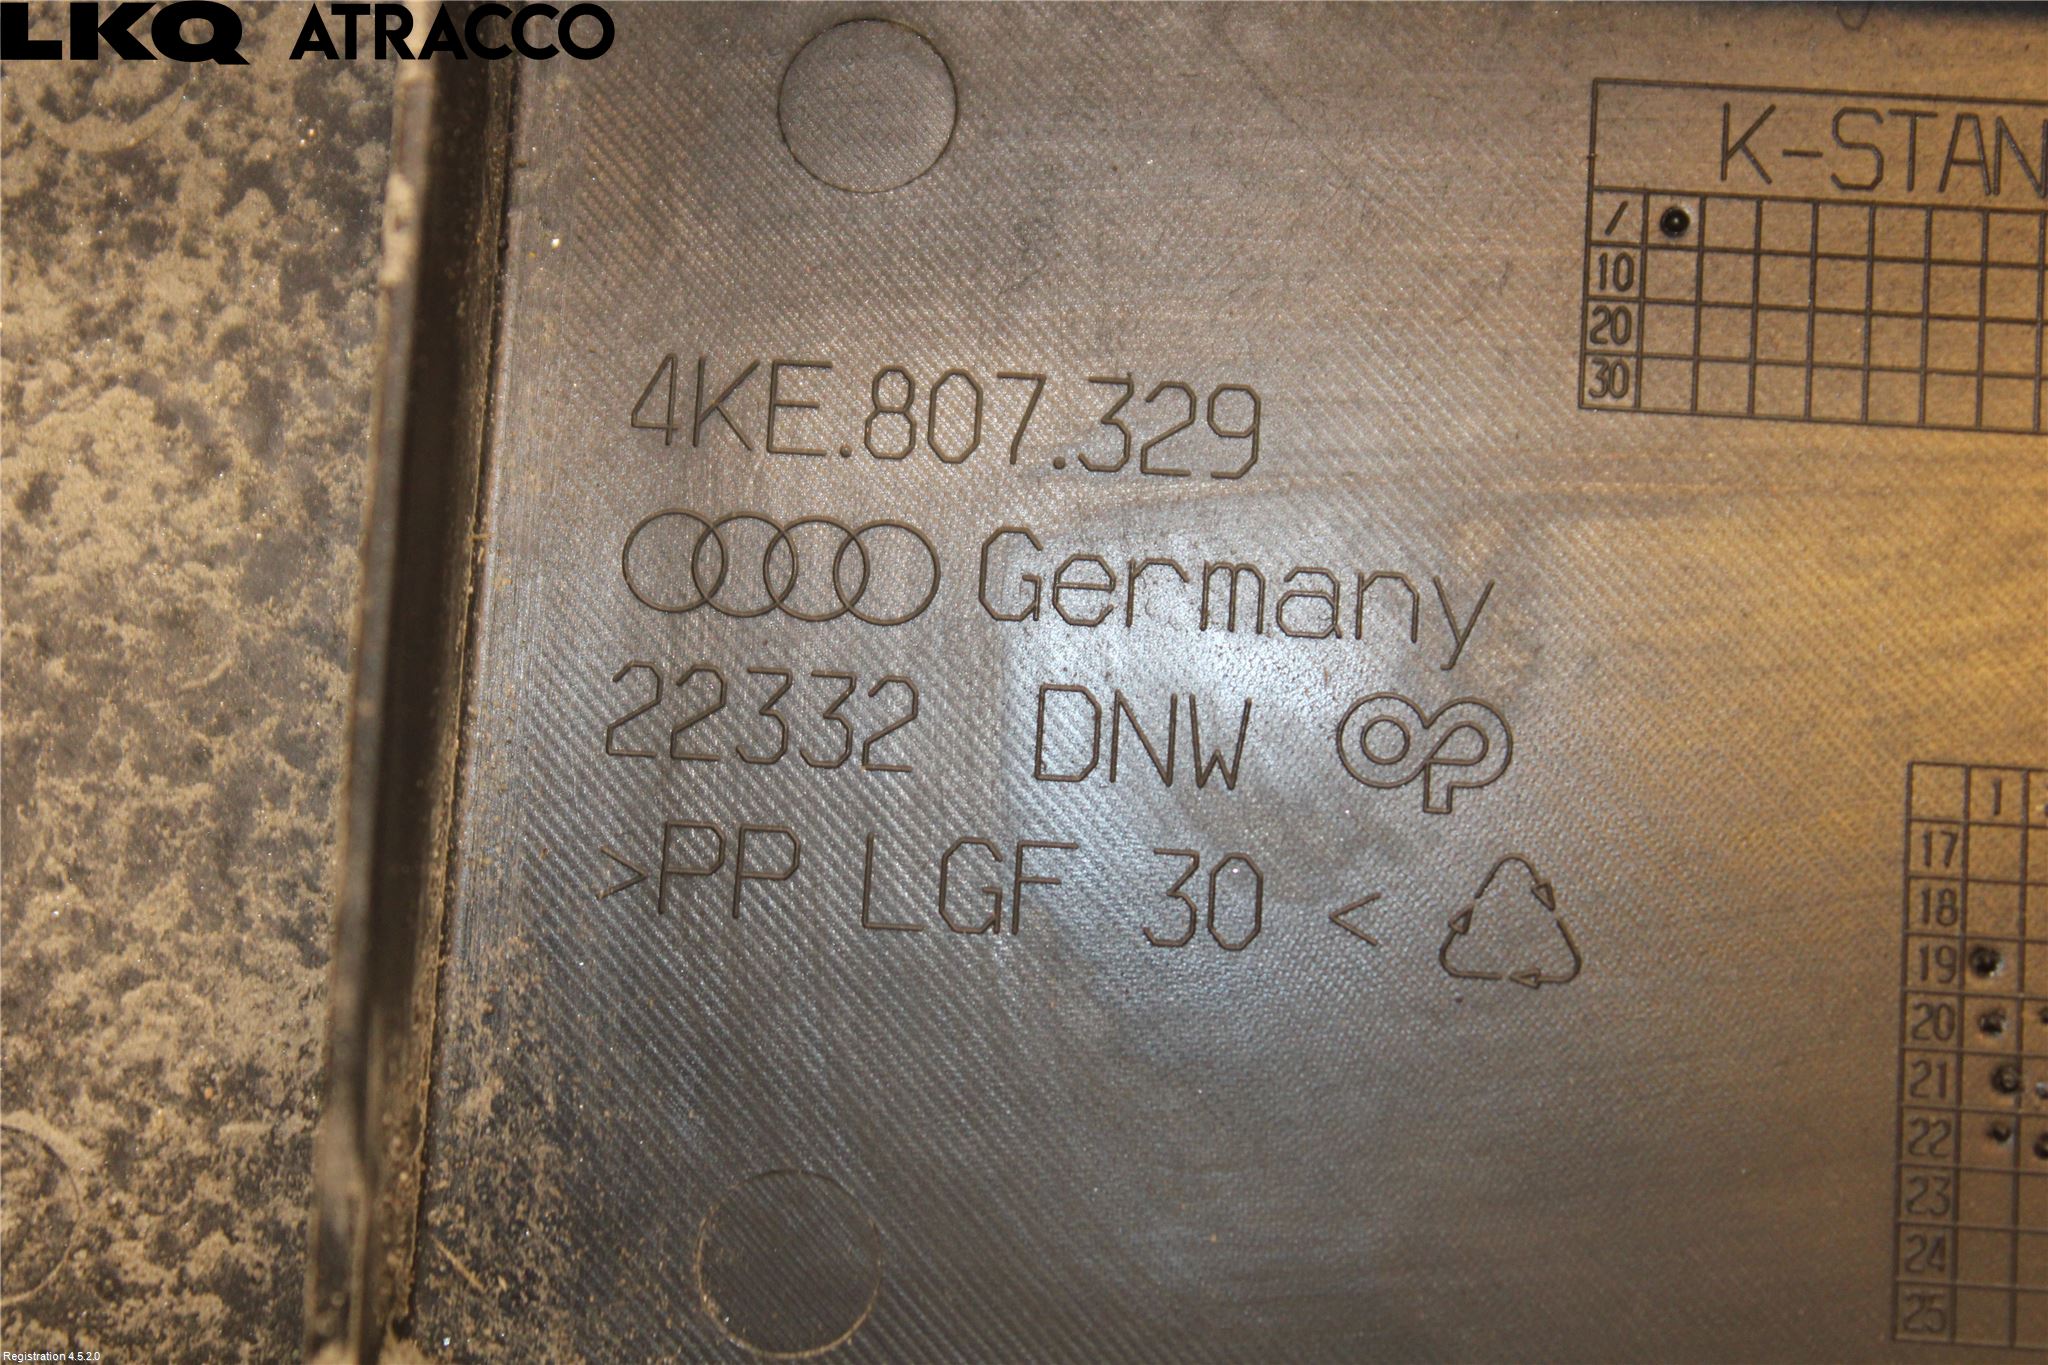 LKQ ATRACCO
K-STAN
/
10
20
30
4KE.807.329
Germany
22332 DNW OP
>PP LGF 30 <
1
17
18
19
20
21
22
23
24
25
Registration 4.5.2.0